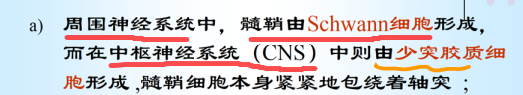 a) 周围神经系统中，髓鞘由Schwann细胞形成，
而在中枢神经系统（CNS）中则由少突胶质细
胞形成,髓鞘细胞本身紧紧地包绕着轴突；